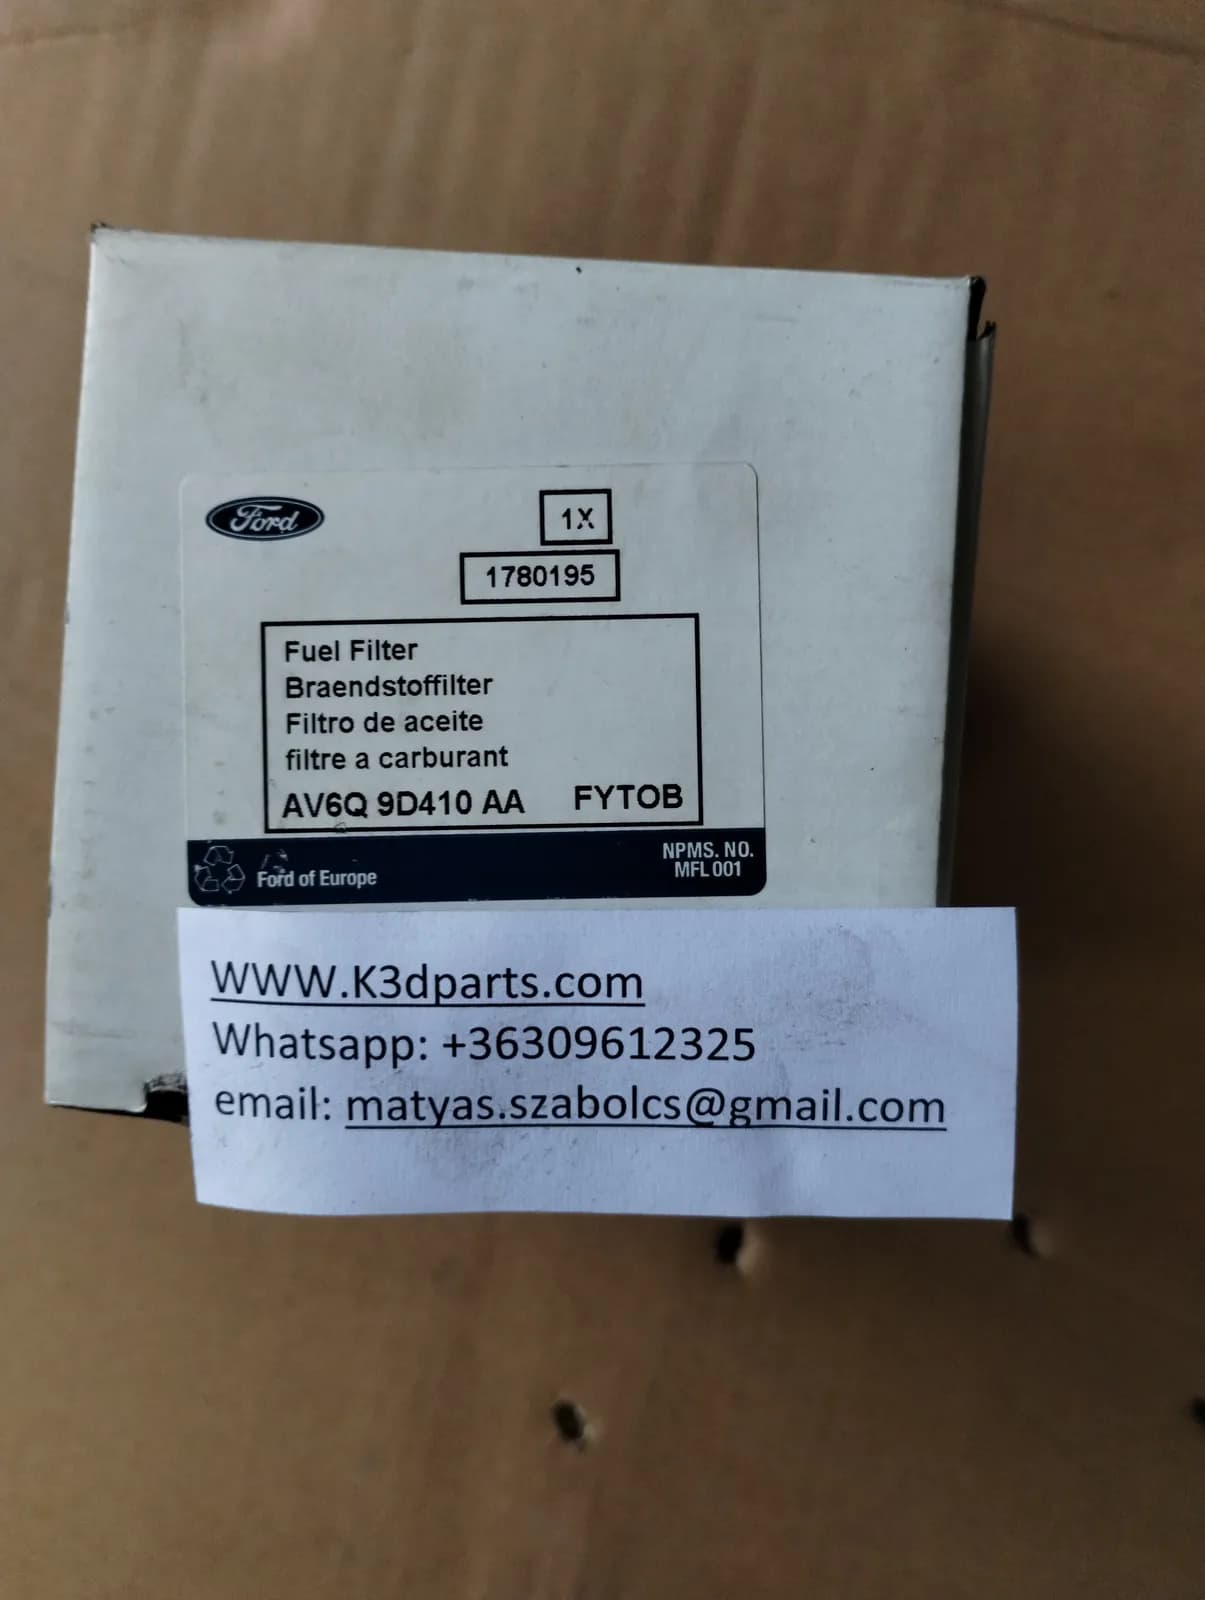 Ford
1X
1780195
Fuel Filter
Braendstoffilter
Filtro de aceite
filtre a carburant
AV6Q 9D410 AA FYTOB
NPMS. NO.
MFL 001
Ford of Europe
WWW.K3dparts.com
Whatsapp: +36309612325
email: matyas.szabolcs@gmail.com